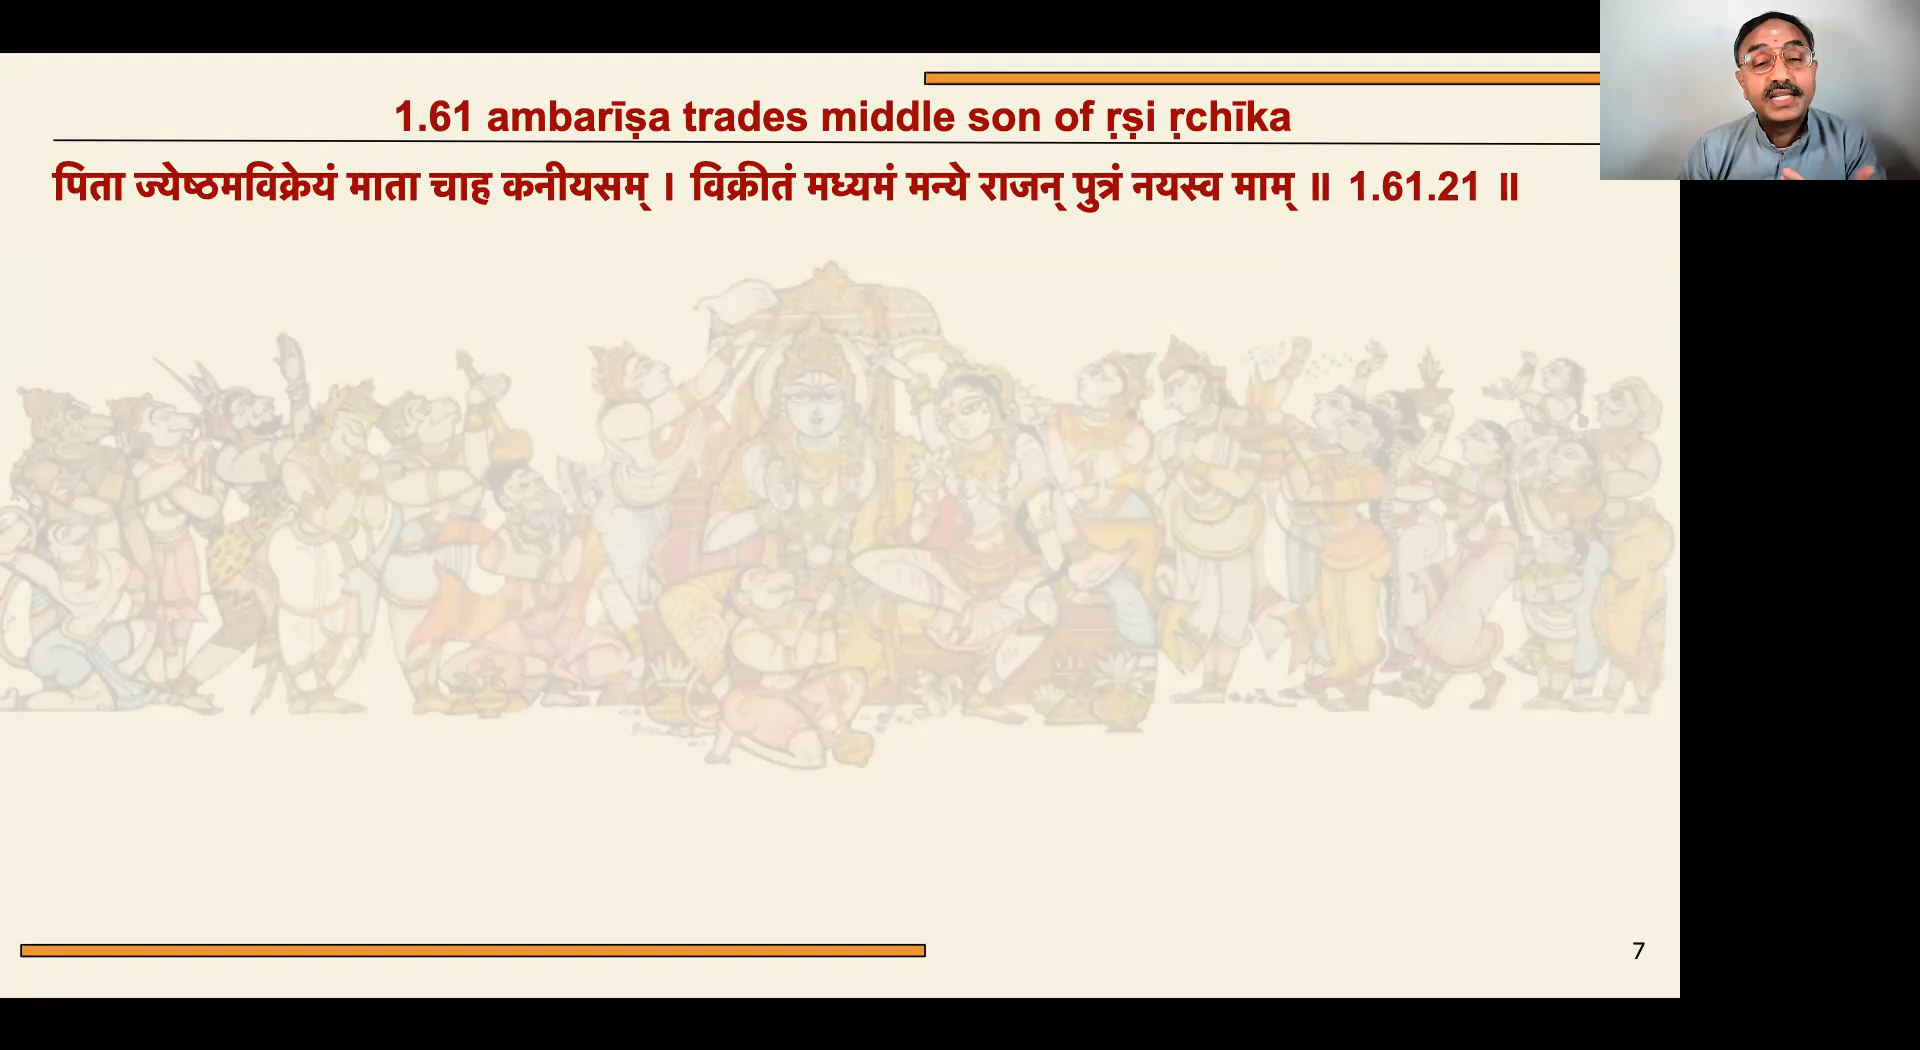 1.61 ambarīṣa trades middle son of ṛṣi ṛchīka
पिता ज्येष्ठमविक्रेयं माता चाह कनीयसम् । विक्रीतं मध्यमं मन्ये राजन् पुत्रं नयस्व माम् ॥ 1.61.21 ॥
7